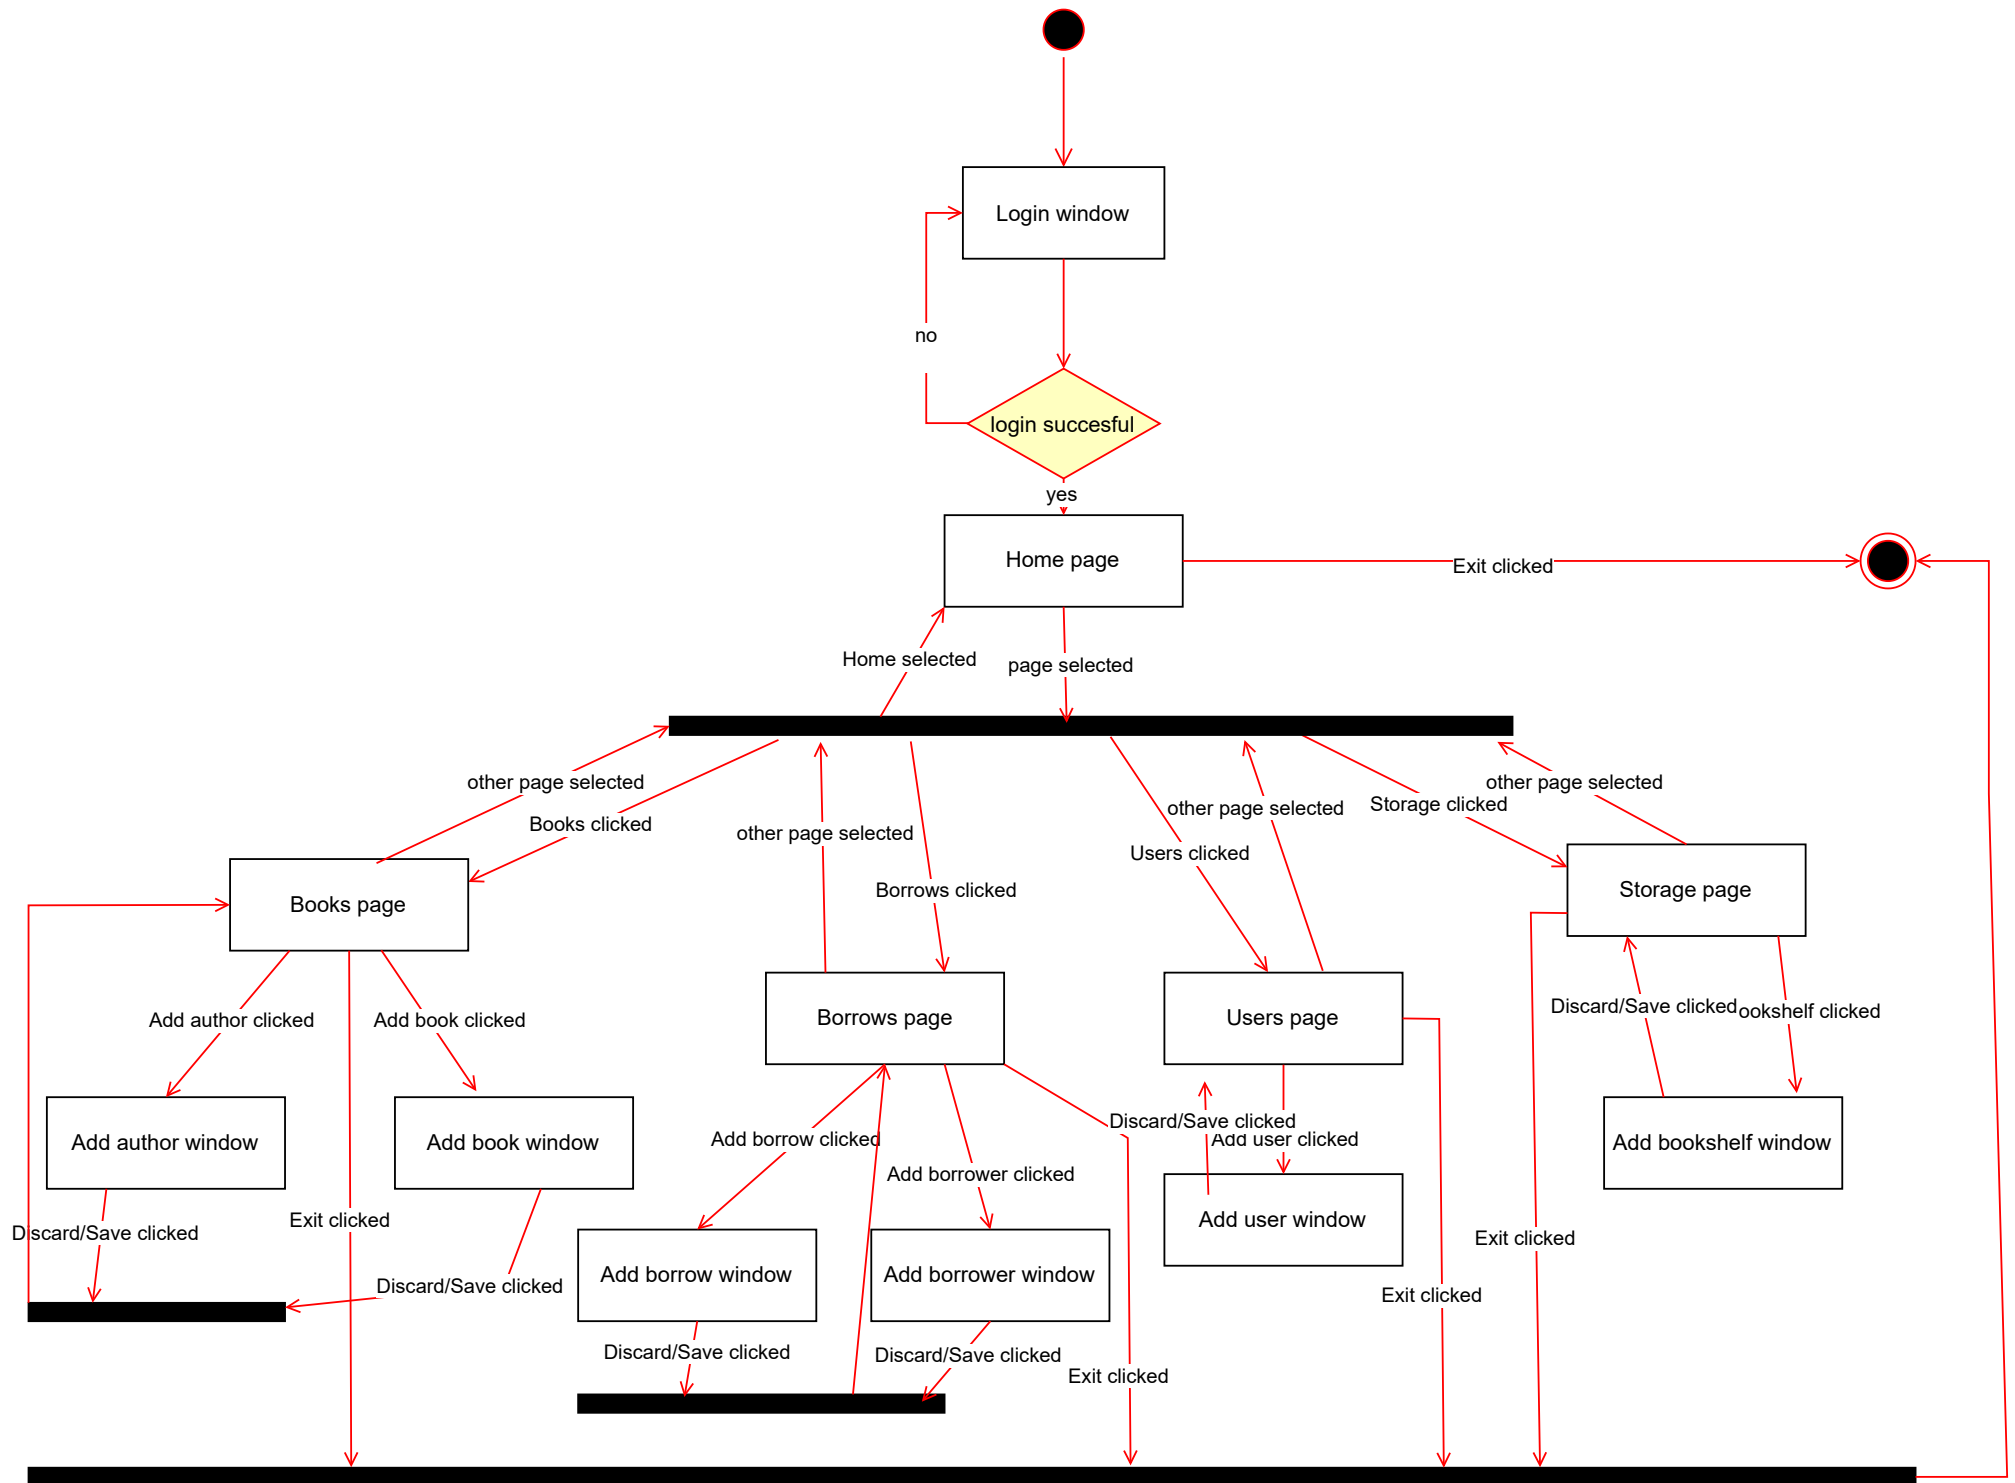 Login window
no
login succesful
yes
Home page
Exit clicked
Home selected
page selected
other page selected
Books clicked
other page selected
Borrows clicked
other page selected
Users clicked
other page selected
Storage clicked
Books page
Storage page
Borrows page
Users page
Add author clicked
Add book clicked
Discard/Save clicked
ookshelf clicked
Add author window
Add book window
Add borrow clicked
Add borrower clicked
Discard/Save clicked
Add user clicked
Add bookshelf window
Discard/Save clicked
Exit clicked
Add user window
Exit clicked
Discard/Save clicked
Add borrow window
Add borrower window
Exit clicked
Discard/Save clicked
Discard/Save clicked
Exit clicked